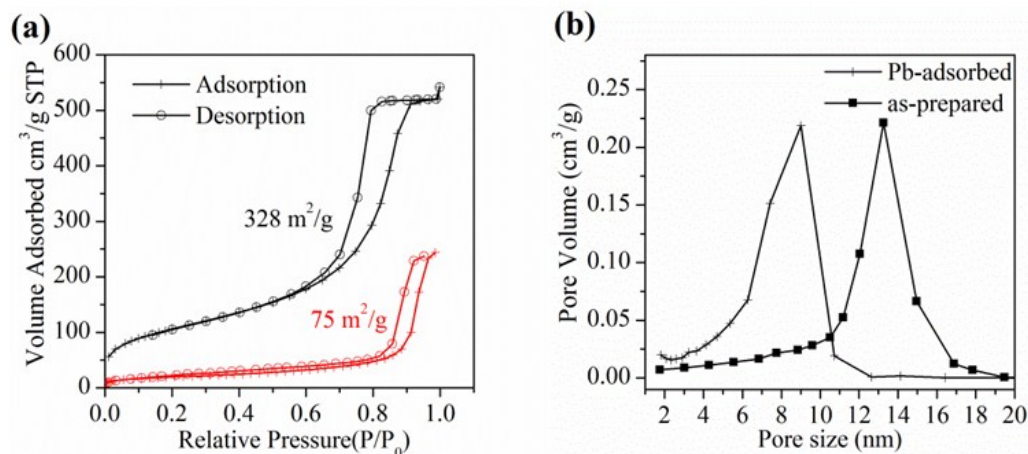 (a)
600
500
400
300
200
100
0
Volume Adsorbed cm³/g STP
Adsorption
Desorption
328 m²/g
75 m²/g
0.0 0.2 0.4 0.6 0.8 1.0
Relative Pressure(P/P₀)
(b)
0.25
0.20
0.15
0.10
0.05
0.00
Pore Volume (cm³/g)
Pb-adsorbed
as-prepared
2 4 6 8 10 12 14 16 18 20
Pore size (nm)